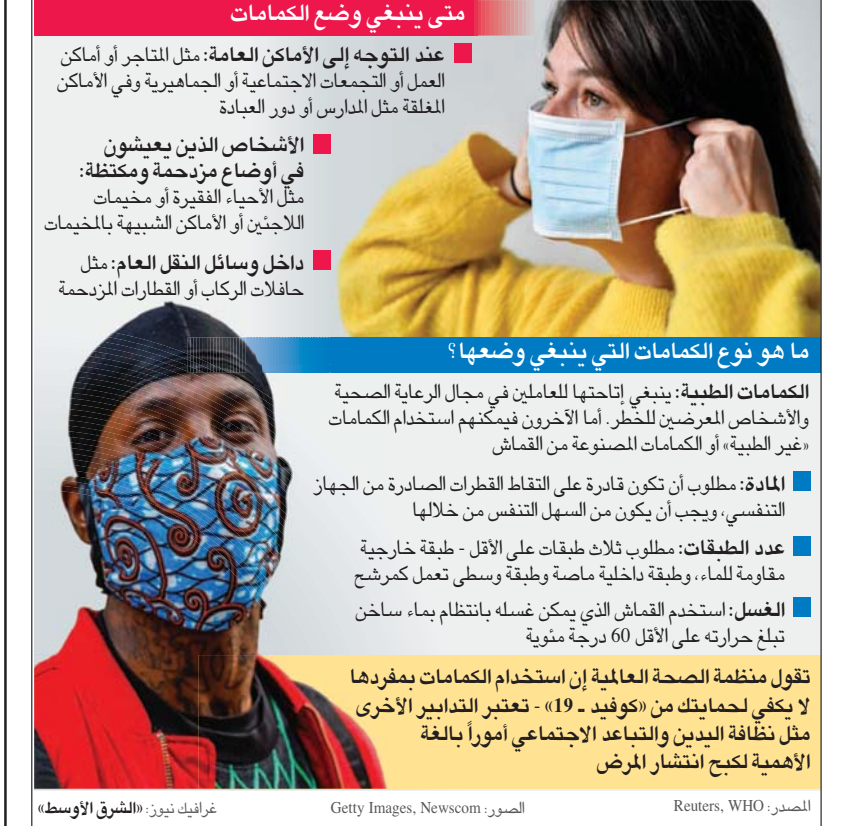 متى ينبغي وضع الكمامات
عند التوجه إلى الأماكن العامة: مثل المتاجر أو أماكن
العمل أو التجمعات الاجتماعية أو الجماهيرية وفي الأماكن
المغلقة مثل المدارس أو دور العبادة
الأشخاص الذين يعيشون
في أوضاع مزدحمة ومكتظة:
مثل الأحياء الفقيرة أو مخيمات
اللاجئين أو الأماكن الشبيهة بالمخيمات
داخل وسائل النقل العام: مثل
حافلات الركاب أو القطارات المزدحمة
ما هو نوع الكمامات التي ينبغي وضعها؟
الكمامات الطبية: ينبغي إتاحتها للعاملين في مجال الرعاية الصحية
والأشخاص المعرضين للخطر. أما الآخرون فيمكنهم استخدام الكمامات
«غير الطبية» أو الكمامات المصنوعة من القماش
المادة: مطلوب أن تكون قادرة على التقاط القطرات الصادرة من الجهاز
التنفسي، ويجب أن يكون من السهل التنفس من خلالها
عدد الطبقات: مطلوب ثلاث طبقات على الأقل - طبقة خارجية
مقاومة للماء، وطبقة داخلية ماصة وطبقة وسطى تعمل كمرشح
الغسل: استخدم القماش الذي يمكن غسله بانتظام بماء ساخن
تبلغ حرارته على الأقل 60 درجة مئوية
تقول منظمة الصحة العالمية إن استخدام الكمامات بمفردها
لا يكفي لحمايتك من «كوفيد ـ 19» - تعتبر التدابير الأخرى
مثل نظافة اليدين والتباعد الاجتماعي أموراً بالغة
الأهمية لكبح انتشار المرض
المصدر: Reuters, WHO
الصور: Getty Images, Newscom
غرافيك نيوز: «الشرق الأوسط»